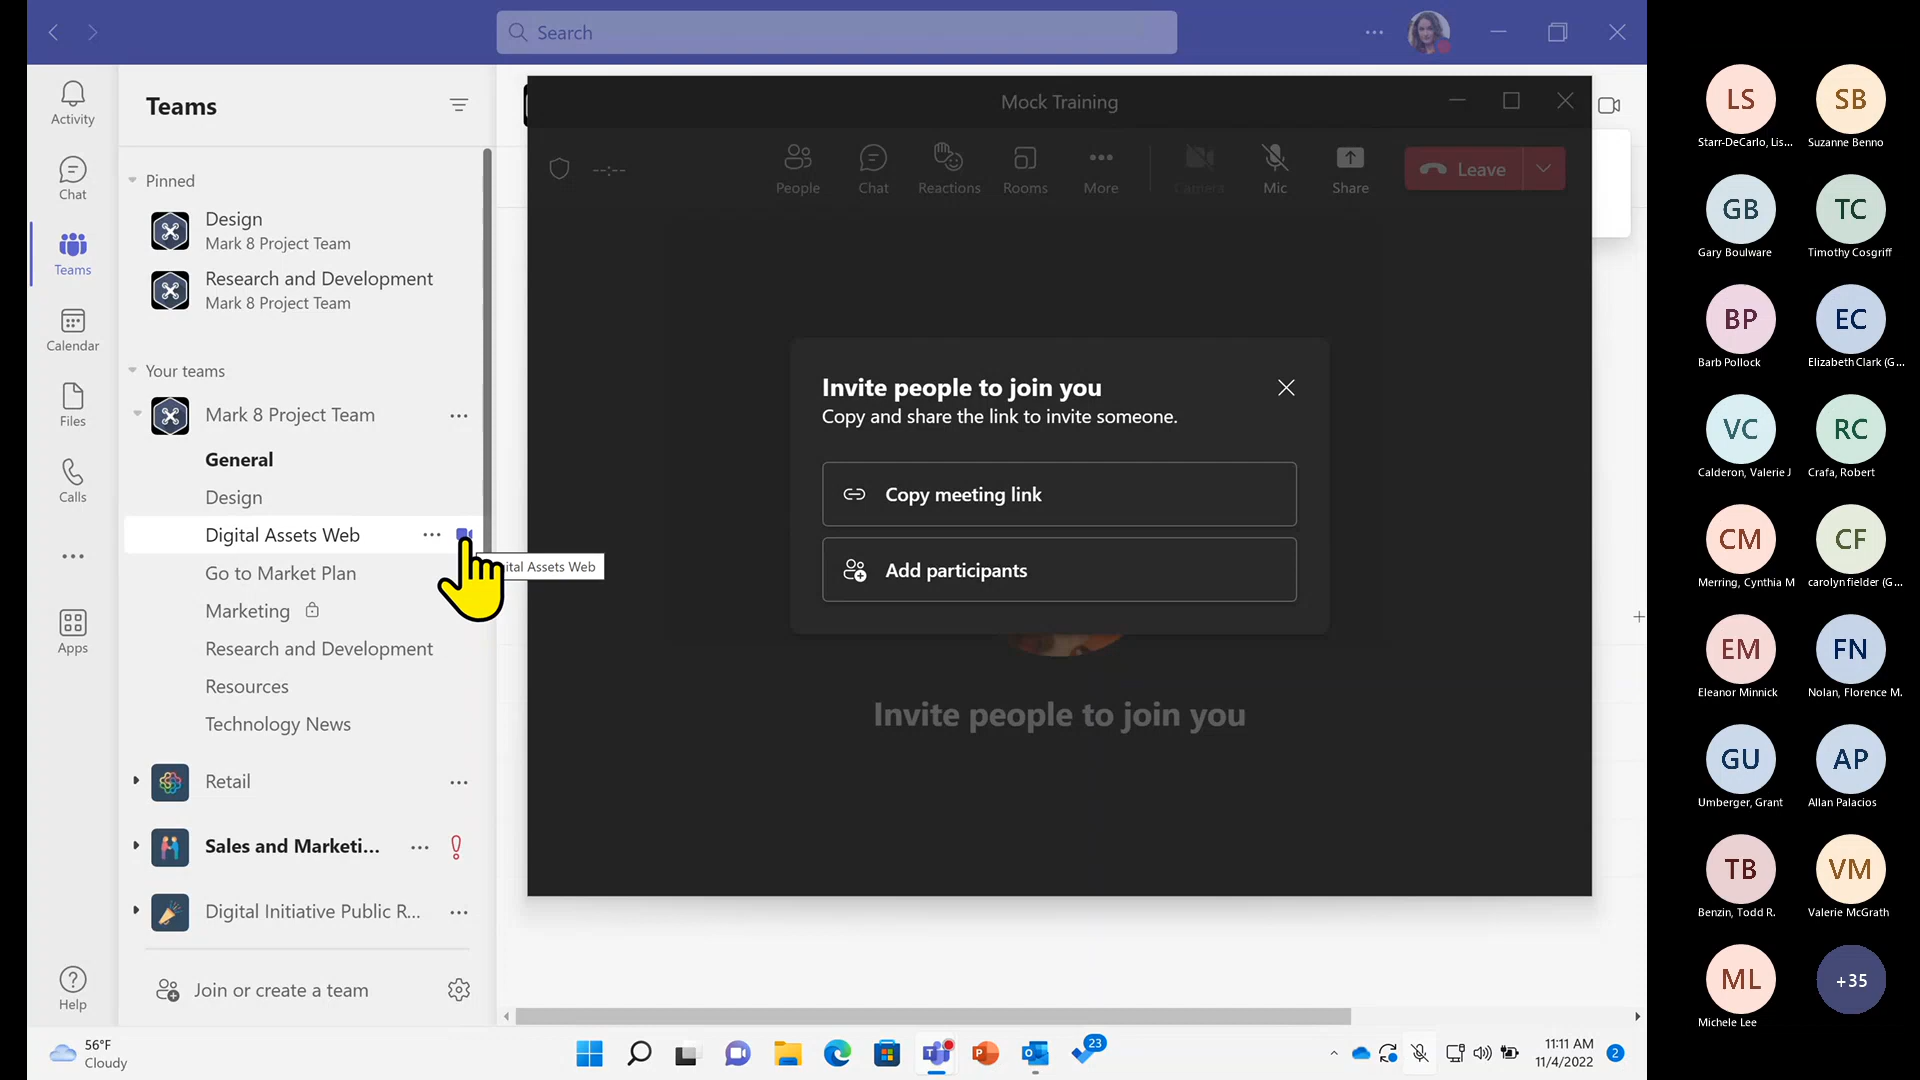 Search
Activity
Chat
Teams
Calendar
Files
Calls
Apps
Help
Teams
Pinned
Design
Mark 8 Project Team
Research and Development
Mark 8 Project Team
Your teams
Mark 8 Project Team
General
Design
Digital Assets Web
Go to Market Plan
Marketing
Research and Development
Resources
Technology News
Retail
Sales and Marketi...
Digital Initiative Public R...
Join or create a team
ital Assets Web
Mock Training
--:--
People
Chat
Reactions
Rooms
More
Camera
Mic
Share
Leave
Invite people to join you
Copy and share the link to invite someone.
Copy meeting link
Add participants
Invite people to join you
LS
Starr-DeCarlo, Lis...
SB
Suzanne Benno
GB
Gary Boulware
TC
Timothy Cosgriff
BP
Barb Pollock
EC
Elizabeth Clark (G...
VC
Calderon, Valerie J
RC
Crafa, Robert
CM
Merring, Cynthia M
CF
carolyn fielder (G...
EM
Eleanor Minnick
FN
Nolan, Florence M.
GU
Umberger, Grant
AP
Allan Palacios
TB
Benzin, Todd R.
VM
Valerie McGrath
ML
Michele Lee
+35
56°F
Cloudy
23
11:11 AM
11/4/2022
2